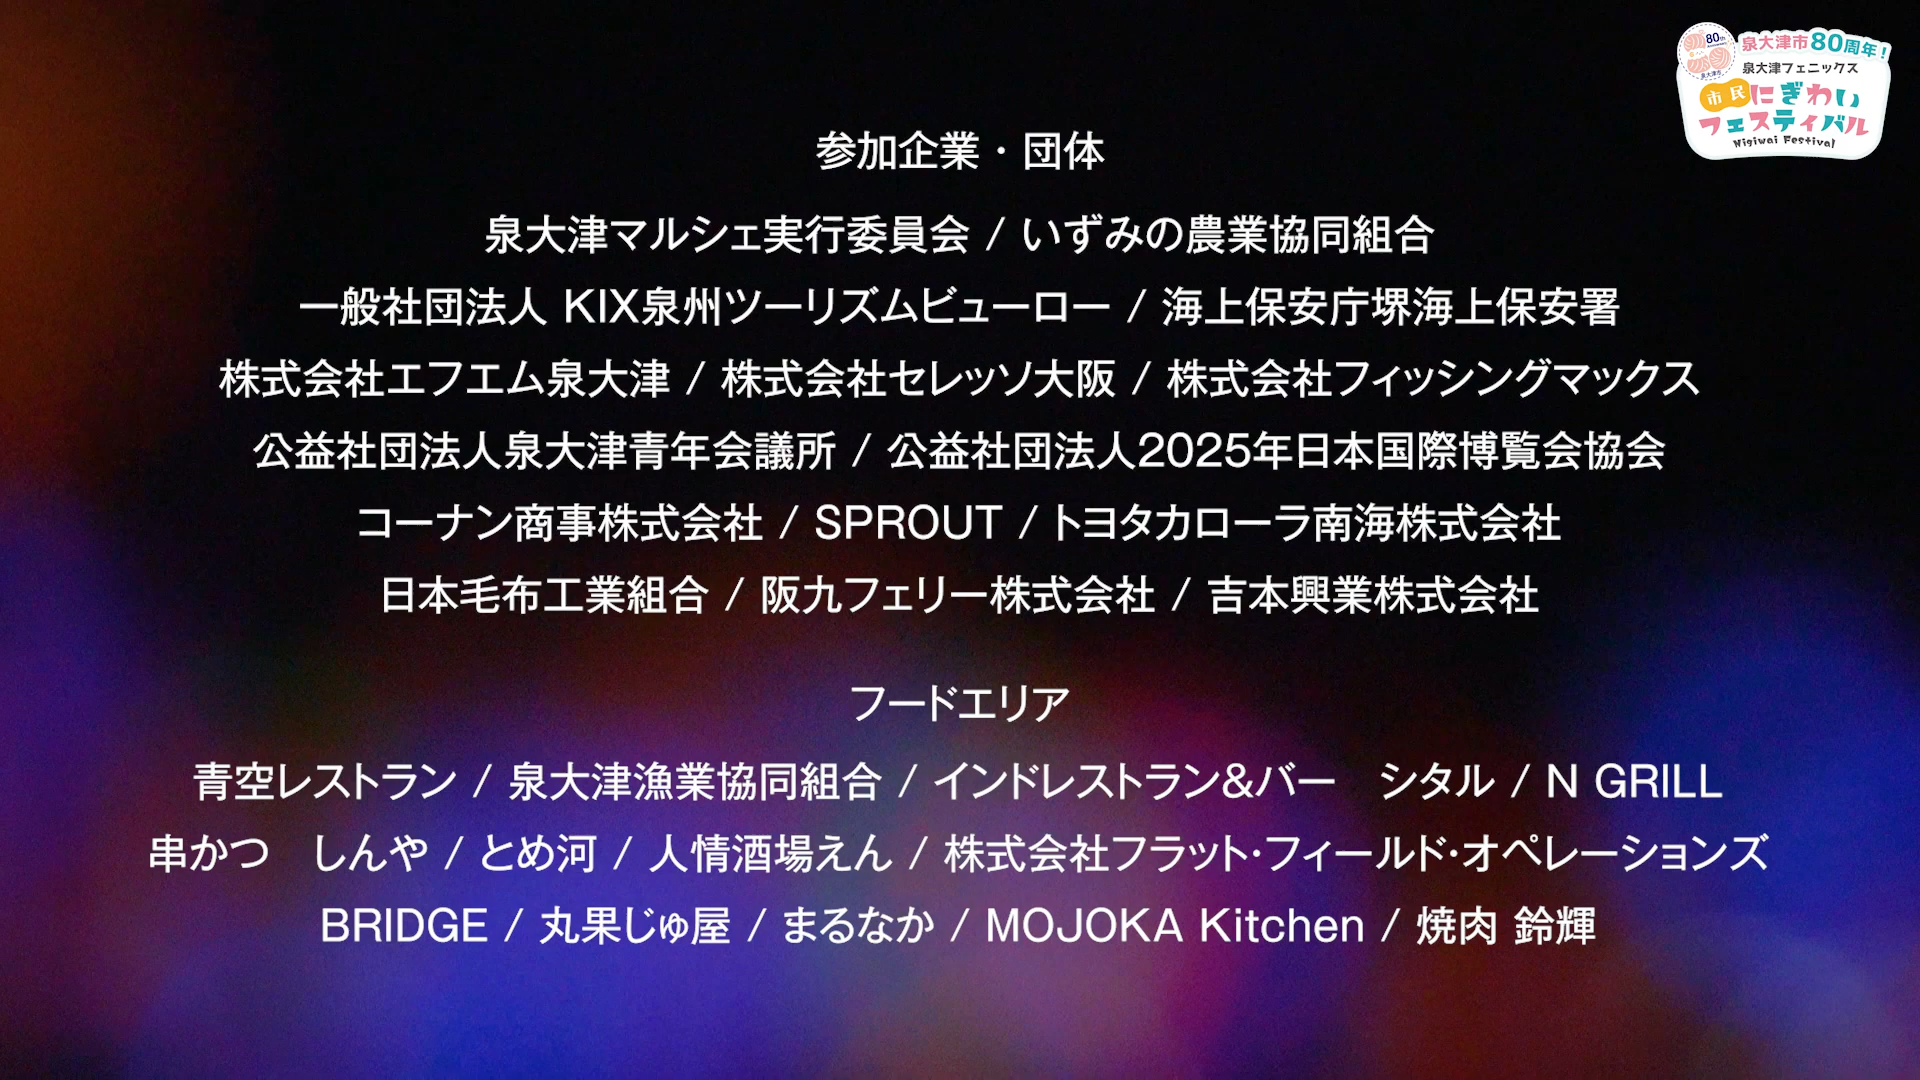 80th
泉大津市
泉大津市80周年!
泉大津フェニックス
市民にぎわい
フェスティバル
Nigiwai Festival
参加企業・団体
泉大津マルシェ実行委員会 / いずみの農業協同組合
一般社団法人 KIX泉州ツーリズムビューロー / 海上保安庁堺海上保安署
株式会社エフエム泉大津 / 株式会社セレッソ大阪 / 株式会社フィッシングマックス
公益社団法人泉大津青年会議所 / 公益社団法人2025年日本国際博覧会協会
コーナン商事株式会社 / SPROUT / トヨタカローラ南海株式会社
日本毛布工業組合 / 阪九フェリー株式会社 / 吉本興業株式会社
フードエリア
青空レストラン / 泉大津漁業協同組合 / インドレストラン&バー　シタル / N GRILL
串かつ　しんや / とめ河 / 人情酒場えん / 株式会社フラット・フィールド・オペレーションズ
BRIDGE / 丸果じゅ屋 / まるなか / MOJOKA Kitchen / 焼肉 鈴輝